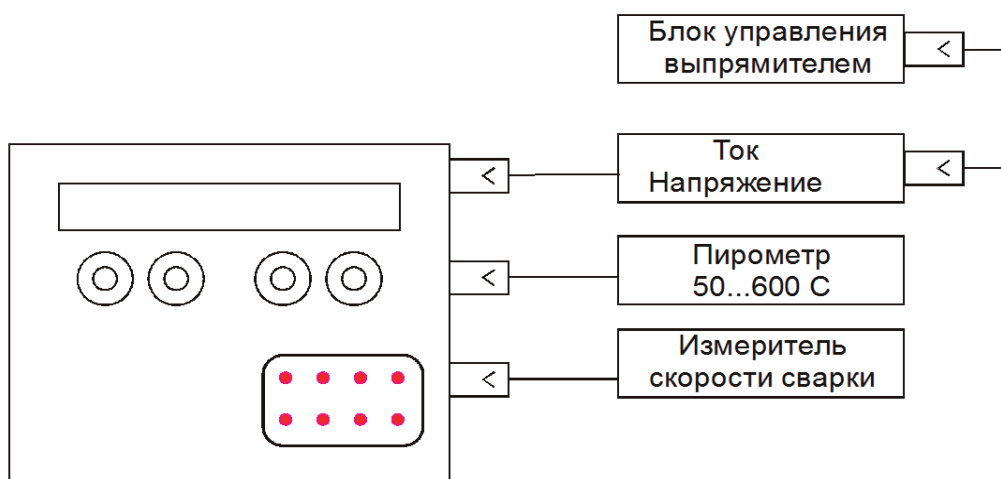 Блок управления
выпрямителем
Ток
Напряжение
Пирометр
50...600 С
Измеритель
скорости сварки